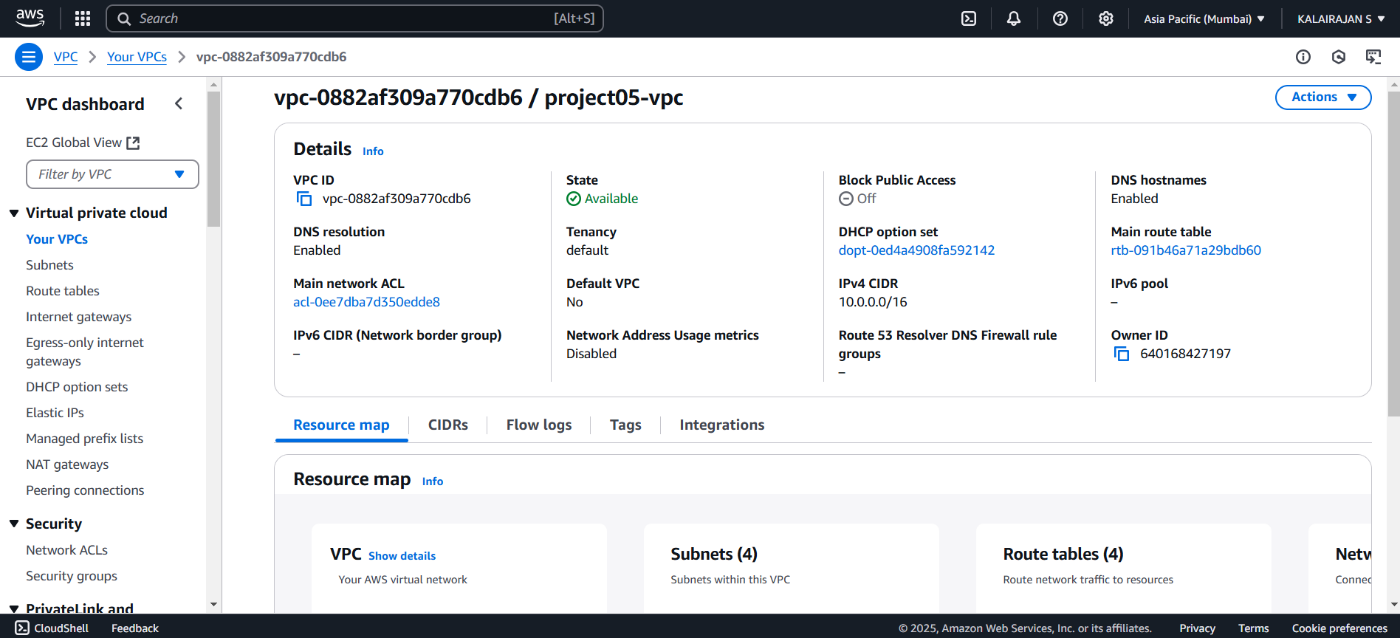 aws
Search [Alt+S]
Asia Pacific (Mumbai)
KALAIRAJAN S
VPC
Your VPCs
vpc-0882af309a770cdb6
VPC dashboard
EC2 Global View
Filter by VPC
Virtual private cloud
Your VPCs
Subnets
Route tables
Internet gateways
Egress-only internet
gateways
DHCP option sets
Elastic IPs
Managed prefix lists
NAT gateways
Peering connections
Security
Network ACLs
Security groups
PrivateLink and
vpc-0882af309a770cdb6 / project05-vpc
Actions
Details Info
VPC ID
vpc-0882af309a770cdb6
State
Available
Block Public Access
Off
DNS hostnames
Enabled
DNS resolution
Enabled
Tenancy
default
DHCP option set
dopt-0ed4a4908fa592142
Main route table
rtb-091b46a71a29bdb60
Main network ACL
acl-0ee7dba7d350edde8
Default VPC
No
IPv4 CIDR
10.0.0.0/16
IPv6 pool
–
IPv6 CIDR (Network border group)
–
Network Address Usage metrics
Disabled
Route 53 Resolver DNS Firewall rule
groups
–
Owner ID
640168427197
Resource map
CIDRs
Flow logs
Tags
Integrations
Resource map Info
VPC Show details
Your AWS virtual network
Subnets (4)
Subnets within this VPC
Route tables (4)
Route network traffic to resources
Netw
Connec
CloudShell
Feedback
© 2025, Amazon Web Services, Inc. or its affiliates.
Privacy
Terms
Cookie preferences